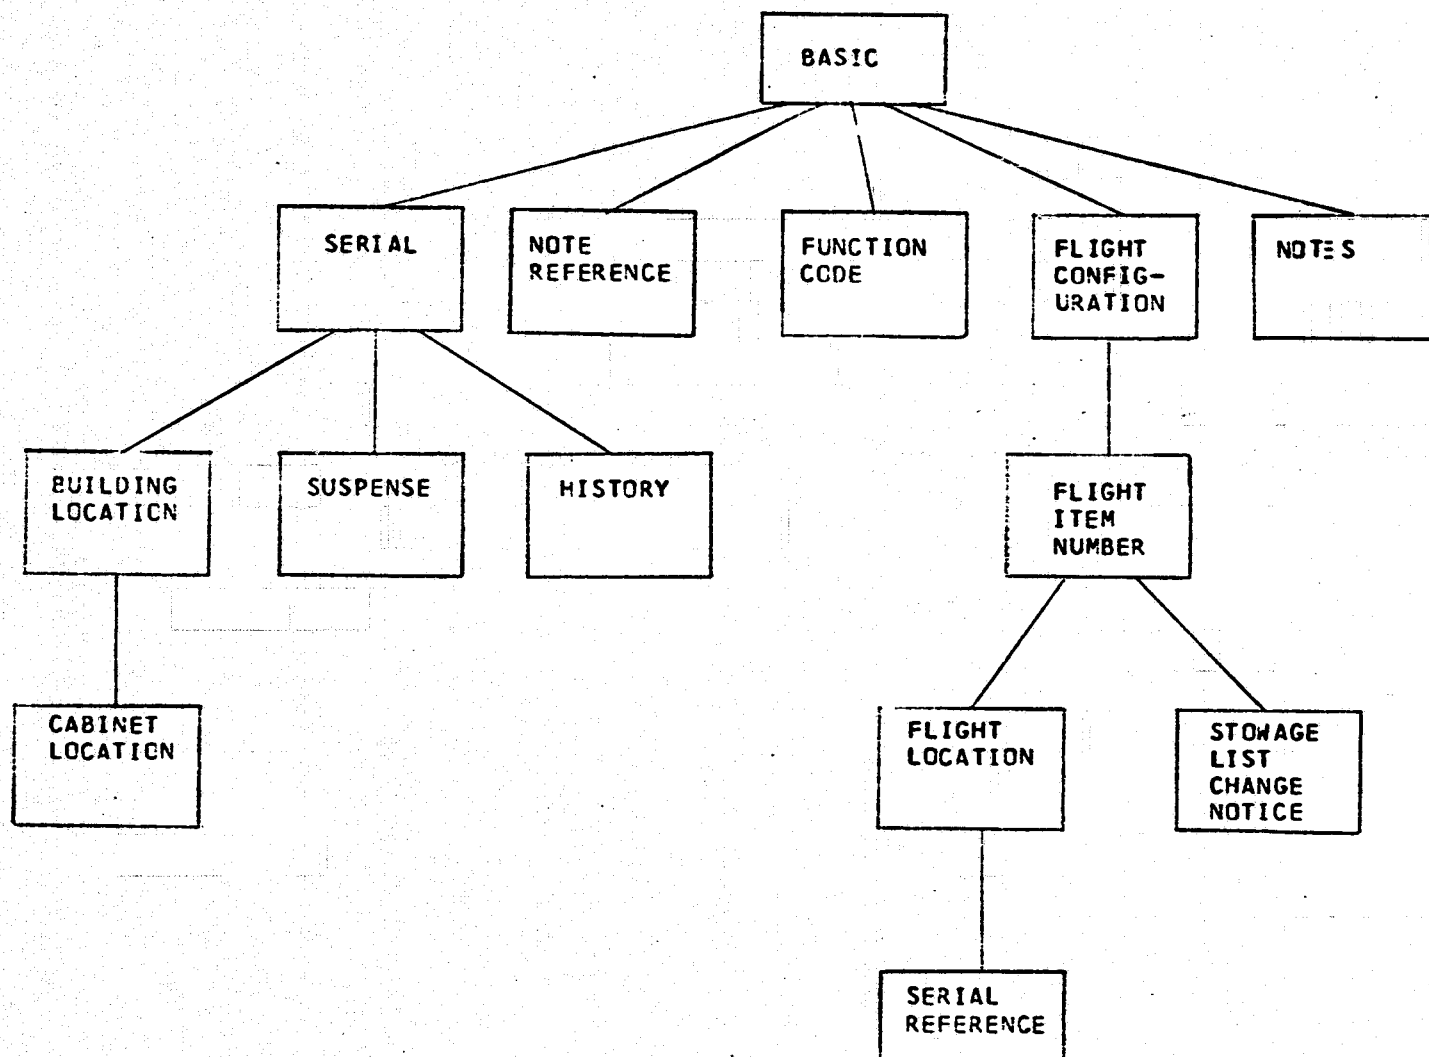 BASIC
SERIAL
NOTE
REFERENCE
FUNCTION
CODE
FLIGHT
CONFIG-
URATION
NOTES
BUILDING
LOCATION
SUSPENSE
HISTORY
FLIGHT
ITEM
NUMBER
CABINET
LOCATION
FLIGHT
LOCATION
STOWAGE
LIST
CHANGE
NOTICE
SERIAL
REFERENCE